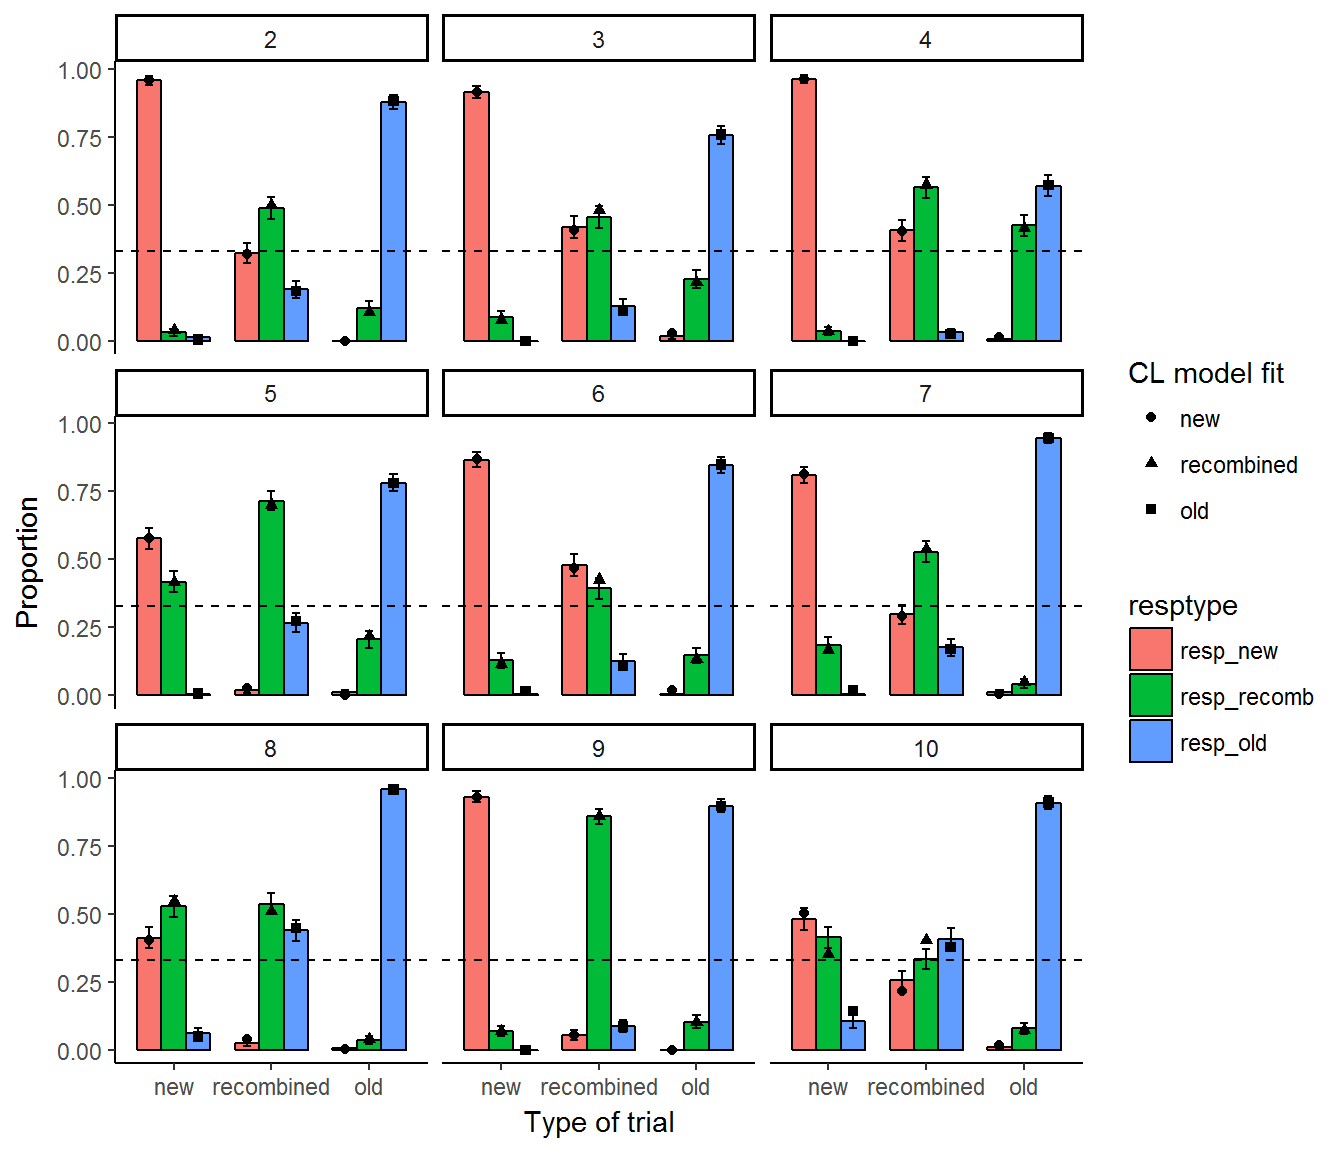 2 3 4
1.00
0.75
0.50
0.25
0.00
5 6 7
1.00
0.75
0.50
0.25
0.00
8 9 10
1.00
0.75
0.50
0.25
0.00
new recombined old new recombined old new recombined old
Type of trial
Proportion
CL model fit
new
recombined
old
resptype
resp_new
resp_recomb
resp_old